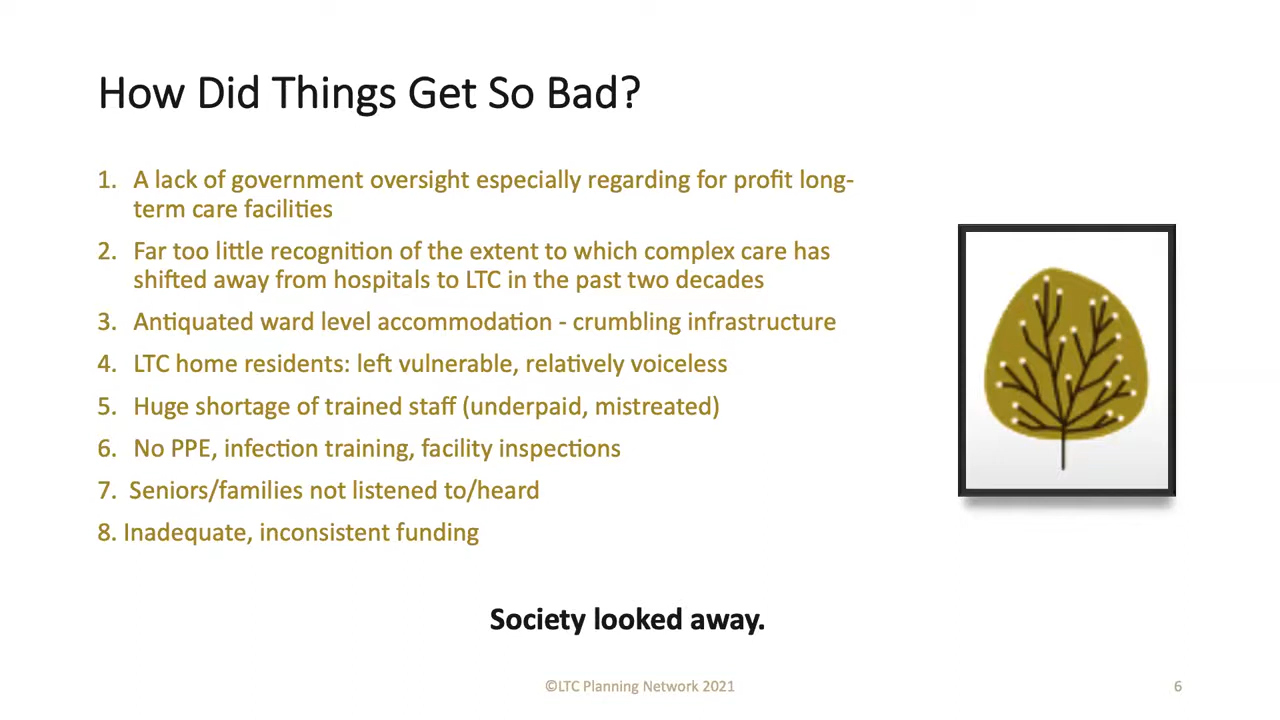 How Did Things Get So Bad?
1. A lack of government oversight especially regarding for profit long-
term care facilities
2. Far too little recognition of the extent to which complex care has
shifted away from hospitals to LTC in the past two decades
3. Antiquated ward level accommodation - crumbling infrastructure
4. LTC home residents: left vulnerable, relatively voiceless
5. Huge shortage of trained staff (underpaid, mistreated)
6. No PPE, infection training, facility inspections
7. Seniors/families not listened to/heard
8. Inadequate, inconsistent funding
Society looked away.
©LTC Planning Network 2021
6